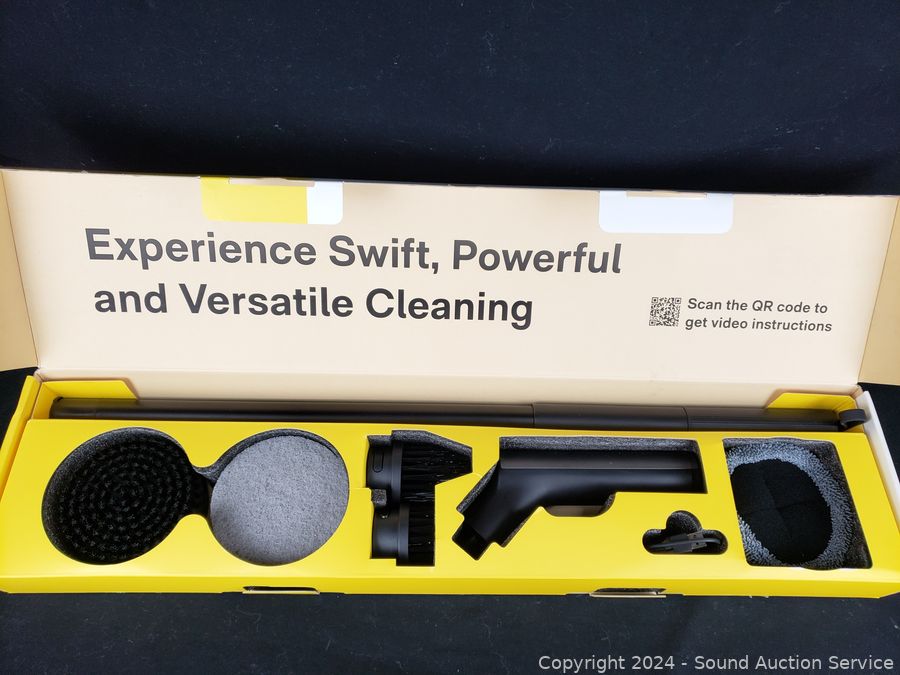 Experience Swift, Powerful
and Versatile Cleaning
Scan the QR code to
get video instructions
Copyright 2024 - Sound Auction Service